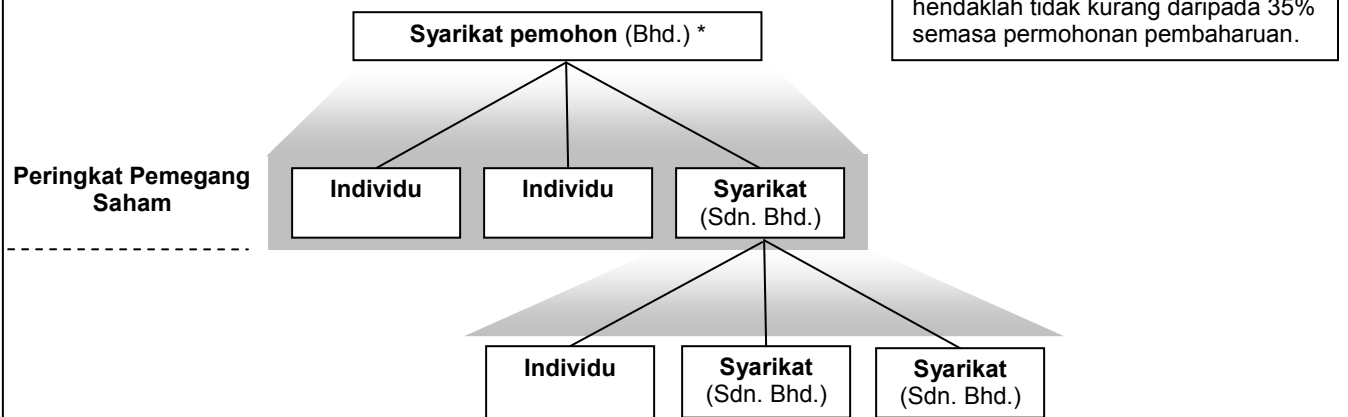 hendaklah tidak kurang daripada 35%
semasa permohonan pembaharuan.
Syarikat pemohon (Bhd.) *
Peringkat Pemegang
Saham
Individu
Individu
Syarikat
(Sdn. Bhd.)
Individu
Syarikat
(Sdn. Bhd.)
Syarikat
(Sdn. Bhd.)